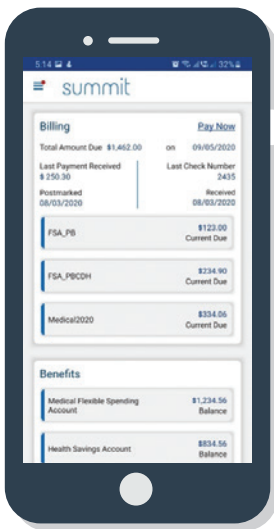 5:14 32%
summit
Billing Pay Now
Total Amount Due $1,462.00 on 09/05/2020
Last Payment Received Last Check Number
$ 250.30 2435
Postmarked Received
08/03/2020 08/03/2020
FSA_PB $123.00
Current Due
FSA_PBCDH $234.90
Current Due
Medical2020 $334.06
Current Due
Benefits
Medical Flexible Spending Account $1,234.56
Balance
Health Savings Account $834.56
Balance